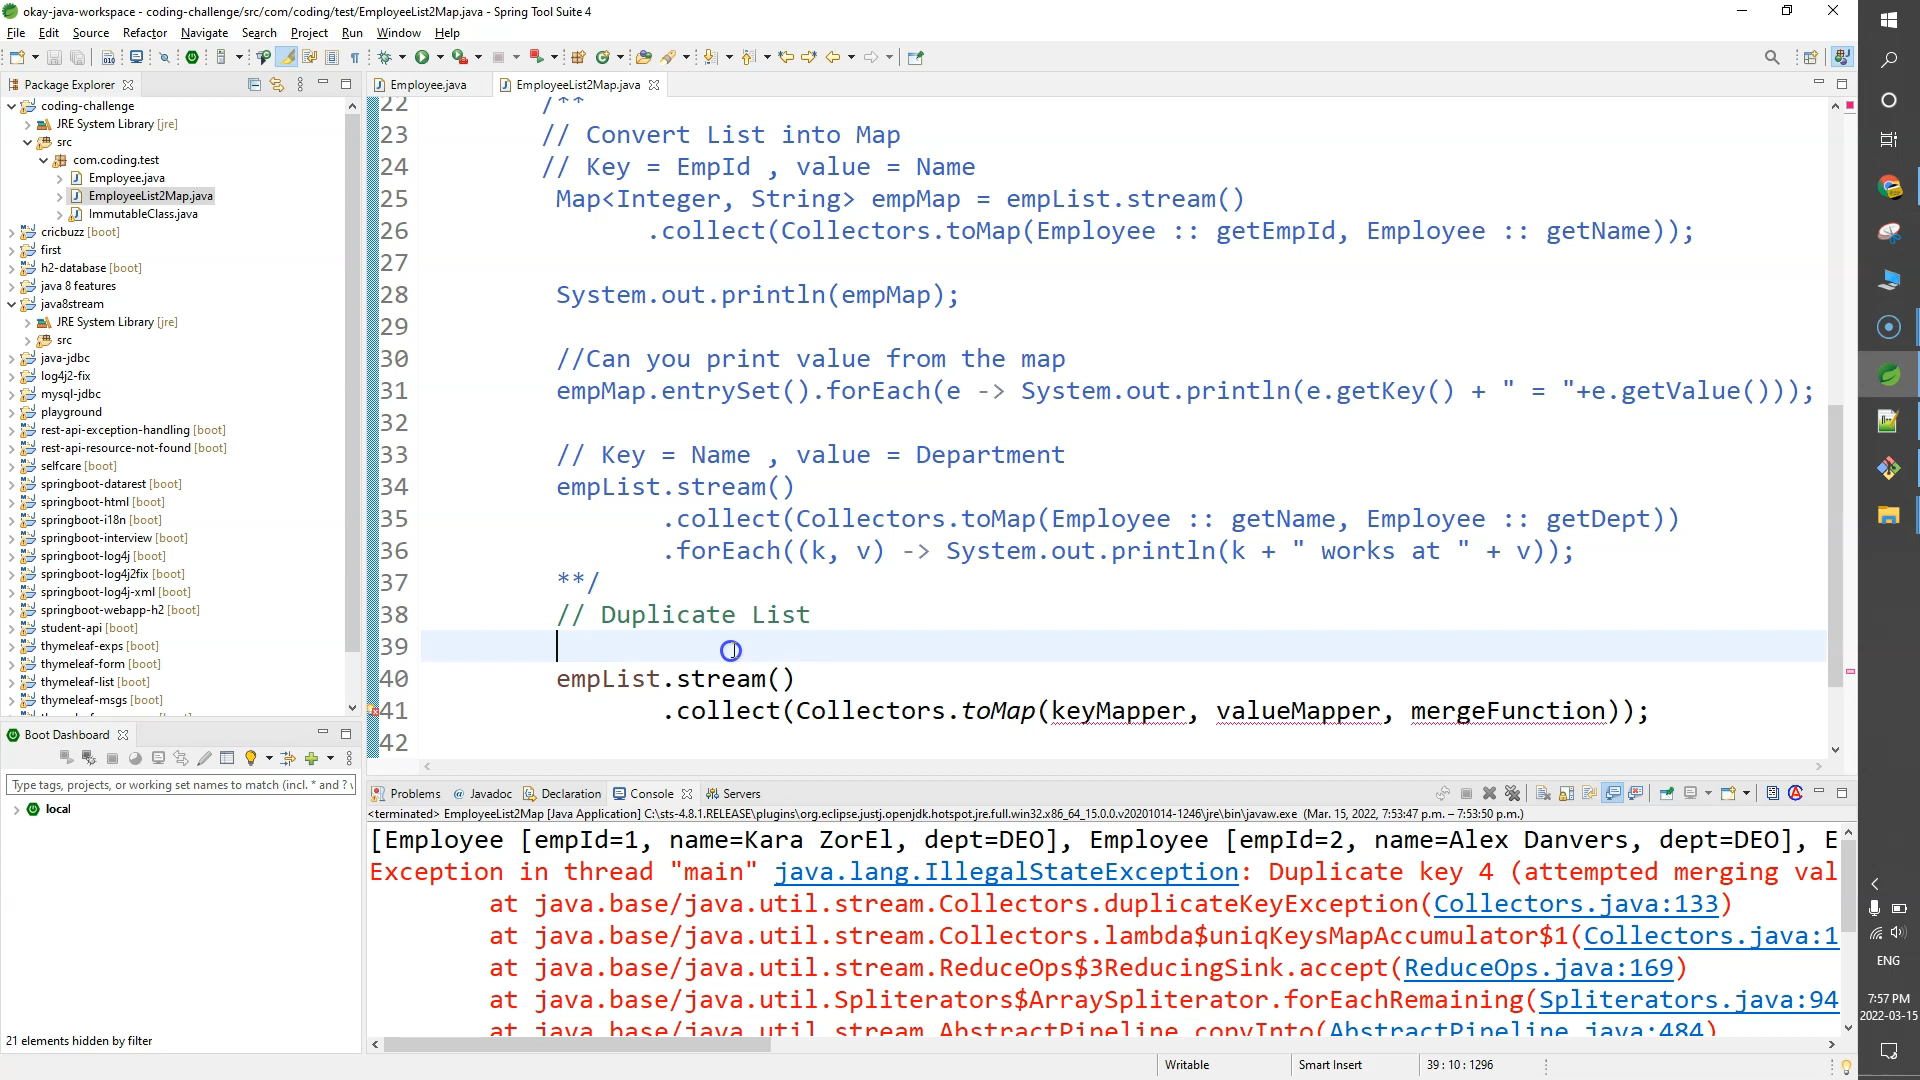 okay-java-workspace - coding-challenge/src/com/coding/test/EmployeeList2Map.java - Spring Tool Suite 4
File Edit Source Refactor Navigate Search Project Run Window Help
Package Explorer
coding-challenge
JRE System Library [jre]
src
com.coding.test
Employee.java
EmployeeList2Map.java
ImmutableClass.java
cricbuzz [boot]
first
h2-database [boot]
java 8 features
java8stream
JRE System Library [jre]
src
java-jdbc
log4j2-fix
mysql-jdbc
playground
rest-api-exception-handling [boot]
rest-api-resource-not-found [boot]
selfcare [boot]
springboot-datarest [boot]
springboot-html [boot]
springboot-i18n [boot]
springboot-interview [boot]
springboot-log4j [boot]
springboot-log4j2fix [boot]
springboot-log4j-xml [boot]
springboot-webapp-h2 [boot]
student-api [boot]
thymeleaf-exps [boot]
thymeleaf-form [boot]
thymeleaf-list [boot]
thymeleaf-msgs [boot]
Boot Dashboard
Type tags, projects, or working set names to match (incl. * and ?
local
21 elements hidden by filter
Employee.java EmployeeList2Map.java
22 /**
23 // Convert List into Map
24 // Key = EmpId , value = Name
25 Map<Integer, String> empMap = empList.stream()
26 .collect(Collectors.toMap(Employee :: getEmpId, Employee :: getName));
27
28 System.out.println(empMap);
29
30 //Can you print value from the map
31 empMap.entrySet().forEach(e -> System.out.println(e.getKey() + " = "+e.getValue()));
32
33 // Key = Name , value = Department
34 empList.stream()
35 .collect(Collectors.toMap(Employee :: getName, Employee :: getDept))
36 .forEach((k, v) -> System.out.println(k + " works at " + v));
37 **/
38 // Duplicate List
39
40 empList.stream()
41 .collect(Collectors.toMap(keyMapper, valueMapper, mergeFunction));
42
Problems Javadoc Declaration Console Servers
<terminated> EmployeeList2Map [Java Application] C:\sts-4.8.1.RELEASE\plugins\org.eclipse.justj.openjdk.hotspot.jre.full.win32.x86_64_15.0.0.v20201014-1246\jre\bin\javaw.exe (Mar. 15, 2022, 7:53:47 p.m. – 7:53:50 p.m.)
[Employee [empId=1, name=Kara ZorEl, dept=DEO], Employee [empId=2, name=Alex Danvers, dept=DEO], E
Exception in thread "main" java.lang.IllegalStateException: Duplicate key 4 (attempted merging val
at java.base/java.util.stream.Collectors.duplicateKeyException(Collectors.java:133)
at java.base/java.util.stream.Collectors.lambda$uniqKeysMapAccumulator$1(Collectors.java:1
at java.base/java.util.stream.ReduceOps$3ReducingSink.accept(ReduceOps.java:169)
at java.base/java.util.Spliterators$ArraySpliterator.forEachRemaining(Spliterators.java:94
at java.base/java.util.stream.AbstractPipeline.copyInto(AbstractPipeline.java:484)
Writable Smart Insert 39 : 10 : 1296
ENG
7:57 PM
2022-03-15